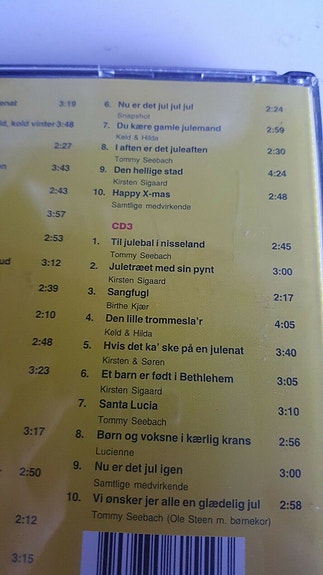 enat 3:19
ld, kold vinter 3:48
2:27
en 3:43
2:43
3:57
2:53
ud 3:12
2:39
2:10
2:48
3:23
3:17
2:50
2:12
3:15
6. Nu er det jul jul jul 2:24
Snapshot
7. Du kære gamle julemand 2:59
Keld & Hilda
8. I aften er det juleaften 2:30
Tommy Seebach
9. Den hellige stad 4:24
Kirsten Sigaard
10. Happy X-mas 2:48
Samtlige medvirkende
CD3
1. Til julebal i nisseland 2:45
Tommy Seebach
2. Juletræet med sin pynt 3:00
Kirsten Sigaard
3. Sangfugl 2:17
Birthe Kjær
4. Den lille trommesla'r 4:05
Keld & Hilda
5. Hvis det ka' ske på en julenat 3:40
Kirsten & Søren
6. Et barn er født i Bethlehem 3:05
Kirsten Sigaard
7. Santa Lucia 3:10
Tommy Seebach
8. Børn og voksne i kærlig krans 2:56
Lucienne
9. Nu er det jul igen 3:00
Samtlige medvirkende
10. Vi ønsker jer alle en glædelig jul 2:58
Tommy Seebach (Ole Steen m. børnekor)